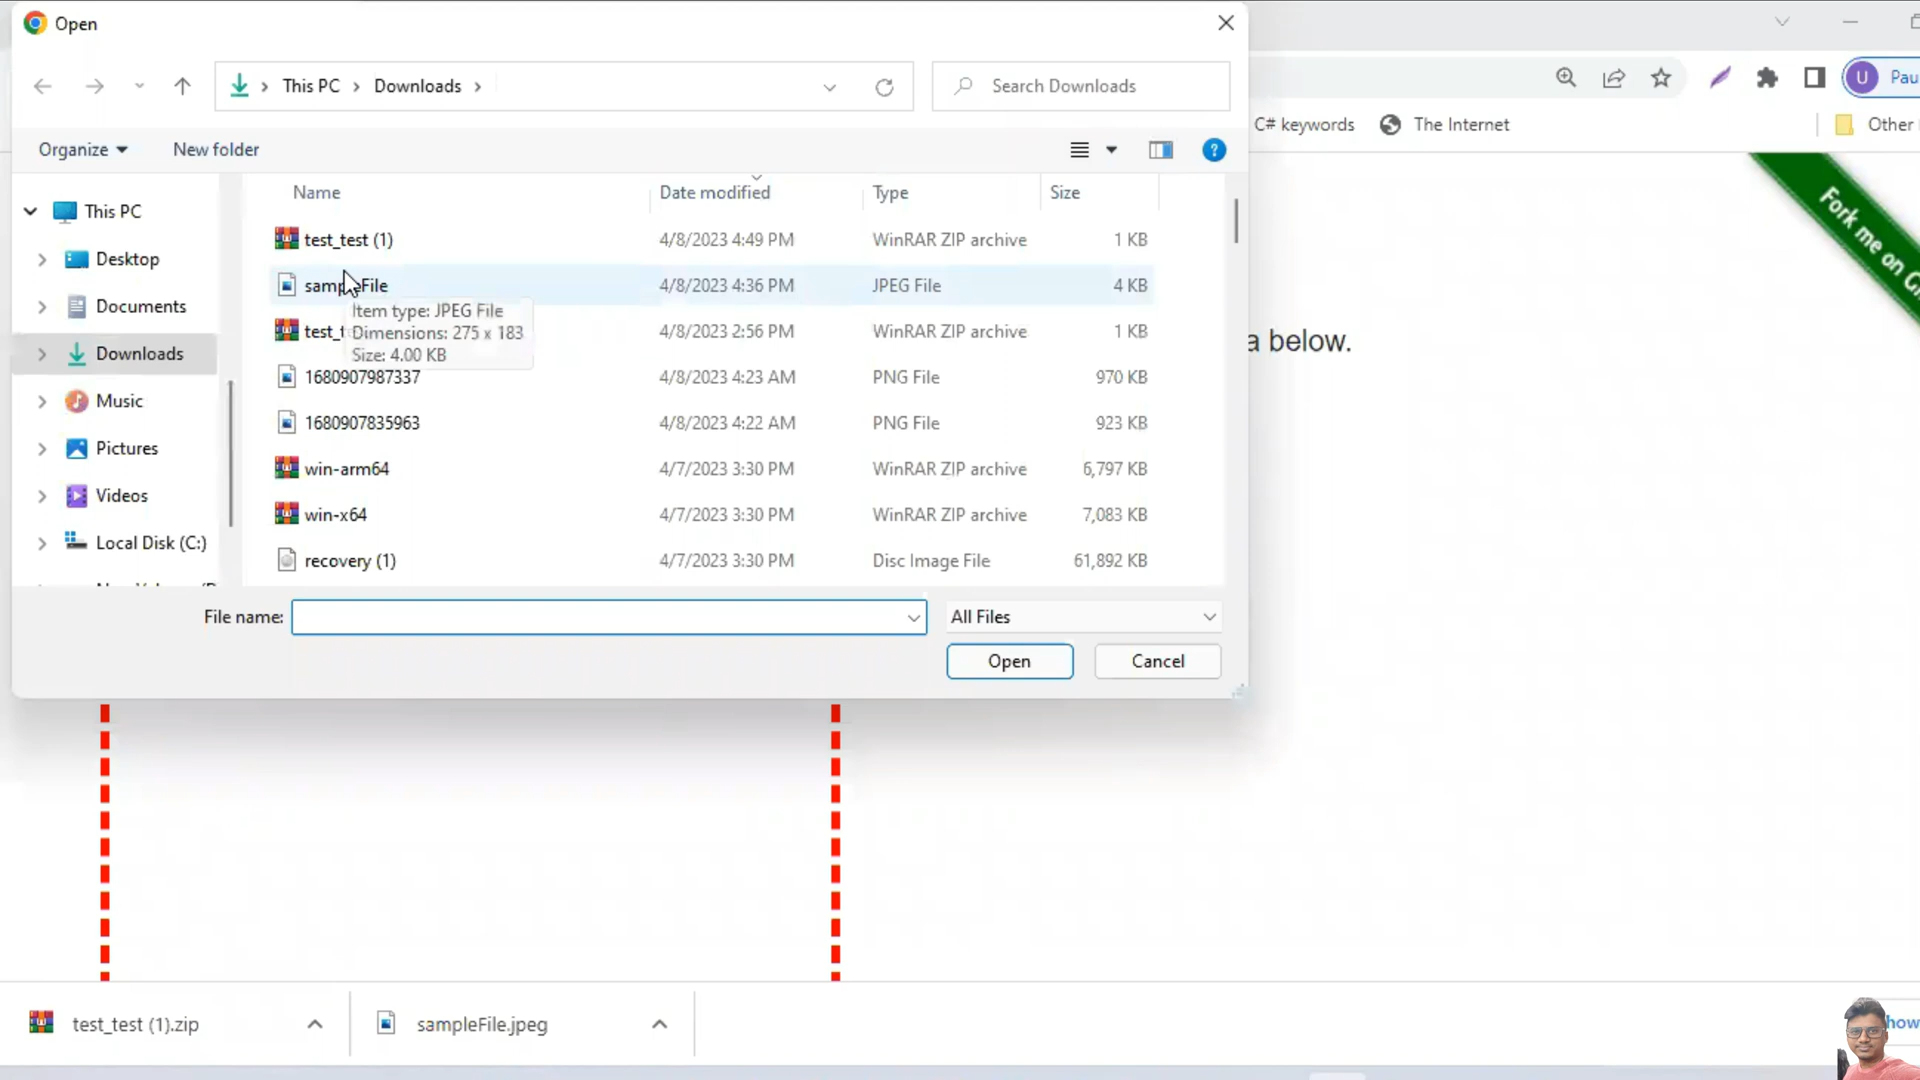 Open
This PC > Downloads >
Search Downloads
Pau
Organize
New folder
C# keywords
The Internet
Other
Fork me on G
Name
Date modified
Type
Size
This PC
Desktop
Documents
Downloads
Music
Pictures
Videos
Local Disk (C:)
test_test (1) 4/8/2023 4:49 PM WinRAR ZIP archive 1 KB
sampleFile 4/8/2023 4:36 PM JPEG File 4 KB
Item type: JPEG File
Dimensions: 275 x 183
Size: 4.00 KB
test_t 4/8/2023 2:56 PM WinRAR ZIP archive 1 KB
1680907987337 4/8/2023 4:23 AM PNG File 970 KB
1680907835963 4/8/2023 4:22 AM PNG File 923 KB
win-arm64 4/7/2023 3:30 PM WinRAR ZIP archive 6,797 KB
win-x64 4/7/2023 3:30 PM WinRAR ZIP archive 7,083 KB
recovery (1) 4/7/2023 3:30 PM Disc Image File 61,892 KB
a below.
File name:
All Files
Open
Cancel
test_test (1).zip
sampleFile.jpeg
how
U